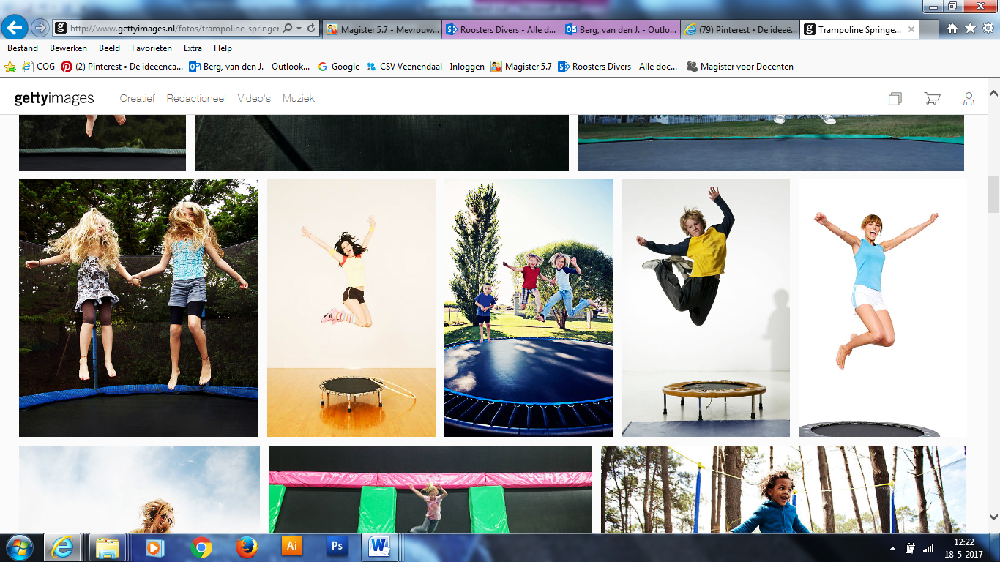 http://www.gettyimages.nl/fotos/trampoline-springer
Magister 5.7 - Mevrouw...
Roosters Divers - Alle d...
Berg, van den J. - Outlo...
(79) Pinterest • De ideeë...
Trampoline Springe...
Bestand Bewerken Beeld Favorieten Extra Help
COG (2) Pinterest • De ideeënca... Berg, van den J. - Outlook... Google CSV Veenendaal - Inloggen Magister 5.7 Roosters Divers - Alle doc... Magister voor Docenten
gettyimages Creatief Redactioneel Video's Muziek
Ai Ps W
12:22
18-5-2017